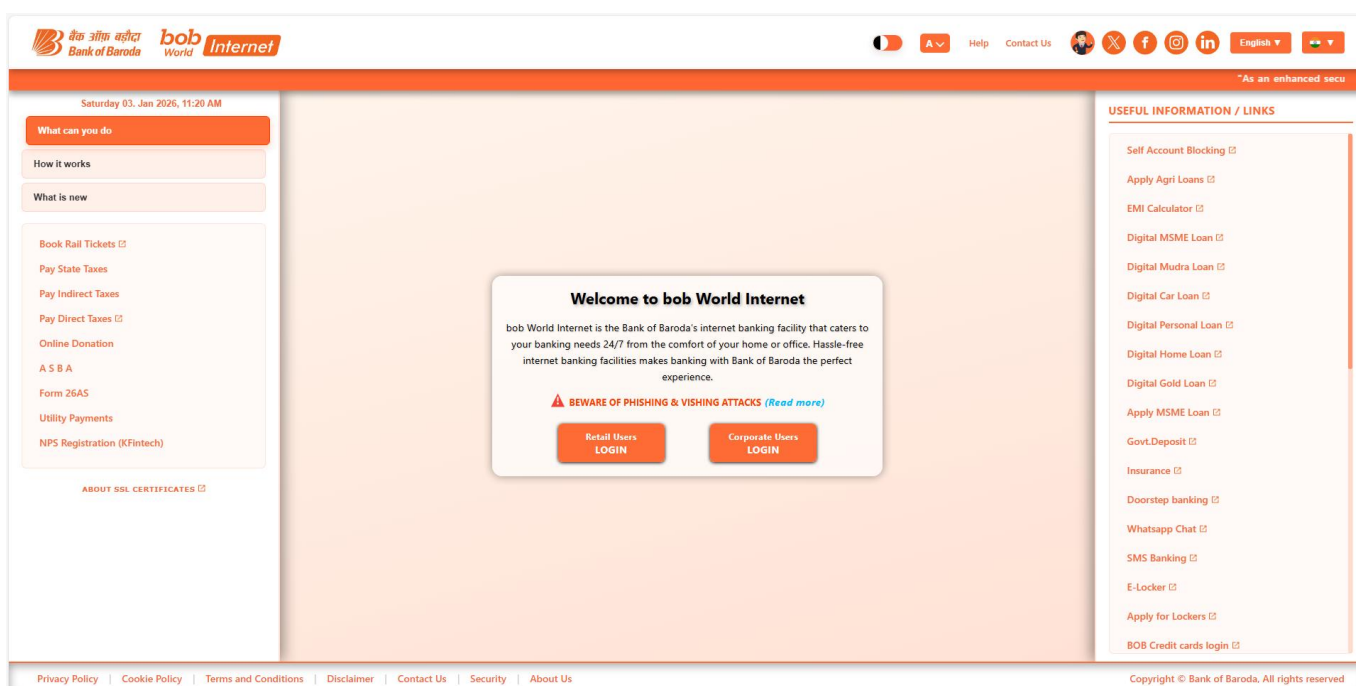 बैंक ऑफ़ बड़ौदा
Bank of Baroda
bob
World
Internet
A
Help
Contact Us
English
"As an enhanced secu
Saturday 03. Jan 2026, 11:20 AM
What can you do
How it works
What is new
Book Rail Tickets
Pay State Taxes
Pay Indirect Taxes
Pay Direct Taxes
Online Donation
A S B A
Form 26AS
Utility Payments
NPS Registration (KFintech)
ABOUT SSL CERTIFICATES
Welcome to bob World Internet
bob World Internet is the Bank of Baroda's internet banking facility that caters to
your banking needs 24/7 from the comfort of your home or office. Hassle-free
internet banking facilities makes banking with Bank of Baroda the perfect
experience.
BEWARE OF PHISHING & VISHING ATTACKS (Read more)
Retail Users
LOGIN
Corporate Users
LOGIN
USEFUL INFORMATION / LINKS
Self Account Blocking
Apply Agri Loans
EMI Calculator
Digital MSME Loan
Digital Mudra Loan
Digital Car Loan
Digital Personal Loan
Digital Home Loan
Digital Gold Loan
Apply MSME Loan
Govt.Deposit
Insurance
Doorstep banking
Whatsapp Chat
SMS Banking
E-Locker
Apply for Lockers
BOB Credit cards login
Privacy Policy | Cookie Policy | Terms and Conditions | Disclaimer | Contact Us | Security | About Us
Copyright © Bank of Baroda, All rights reserved